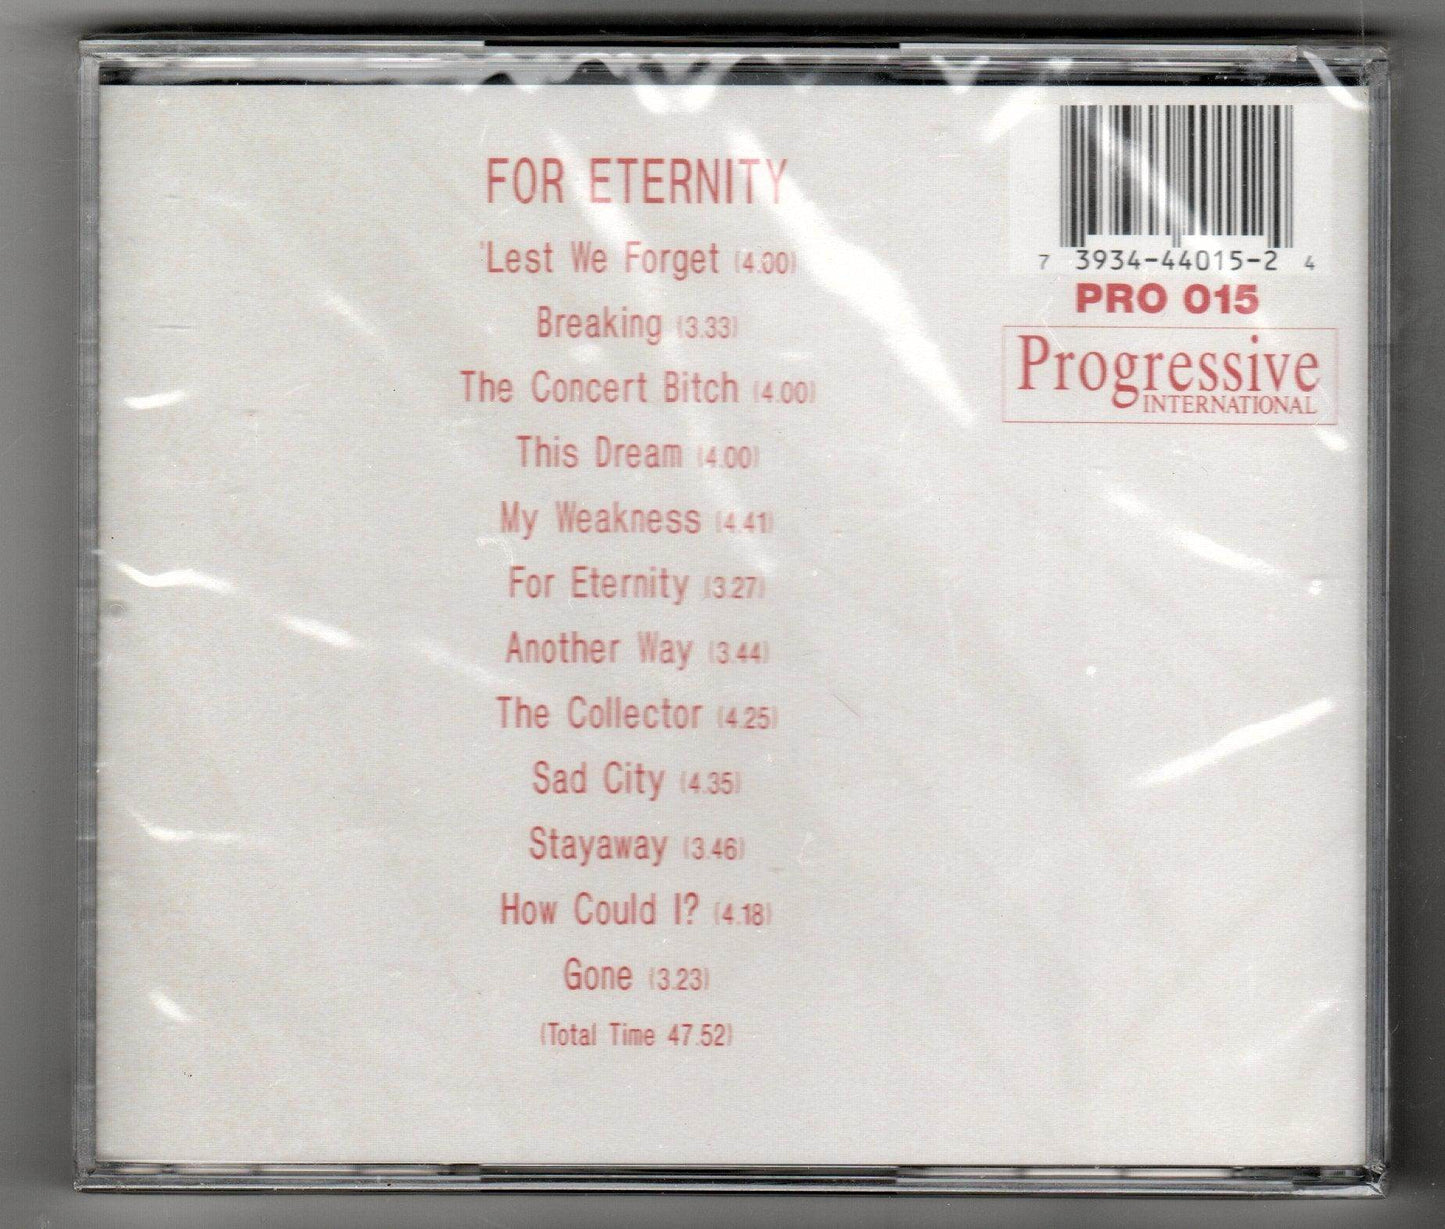 FOR ETERNITY
'Lest We Forget (4.00)
Breaking (3.33)
The Concert Bitch (4.00)
This Dream (4.00)
My Weakness (4.41)
For Eternity (3.27)
Another Way (3.44)
The Collector (4.25)
Sad City (4.35)
Stayaway (3.46)
How Could I? (4.18)
Gone (3.23)
(Total Time 47.52)
7 3934-44015-2 4
PRO 015
Progressive
INTERNATIONAL